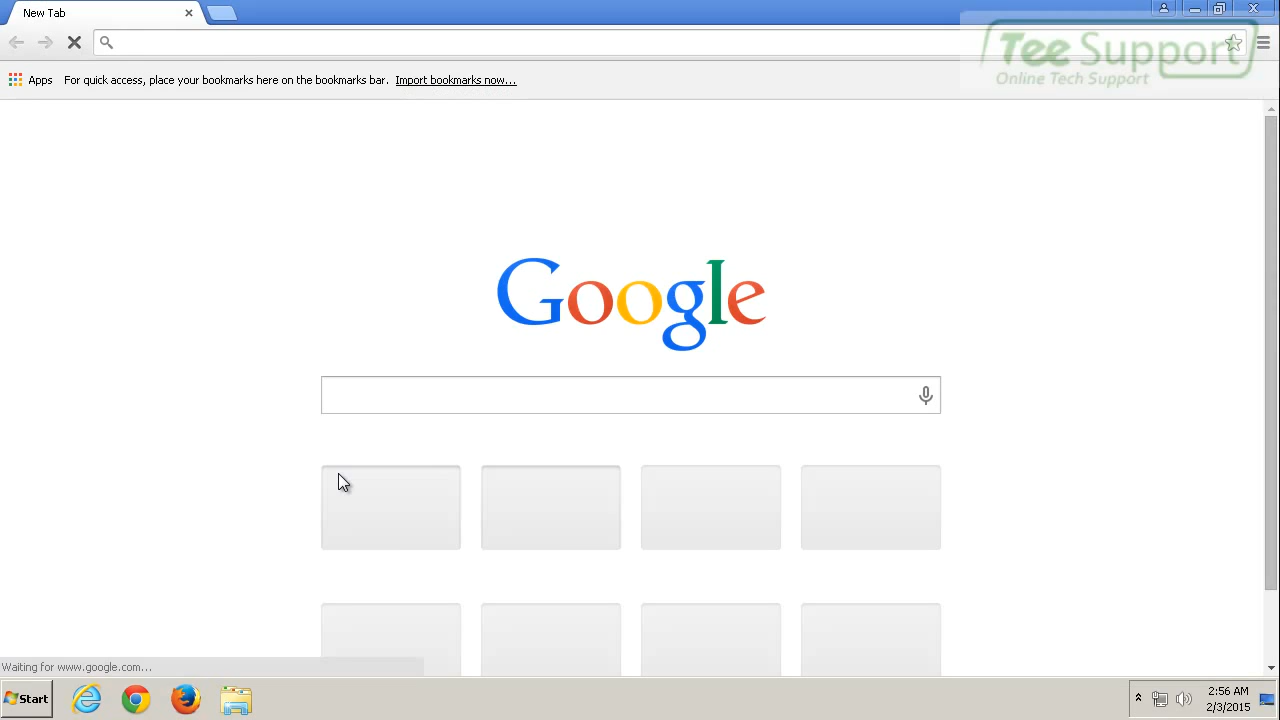 New Tab
Tee Support
Online Tech Support
Apps For quick access, place your bookmarks here on the bookmarks bar. Import bookmarks now...
Google
Waiting for www.google.com...
Start
2:56 AM
2/3/2015